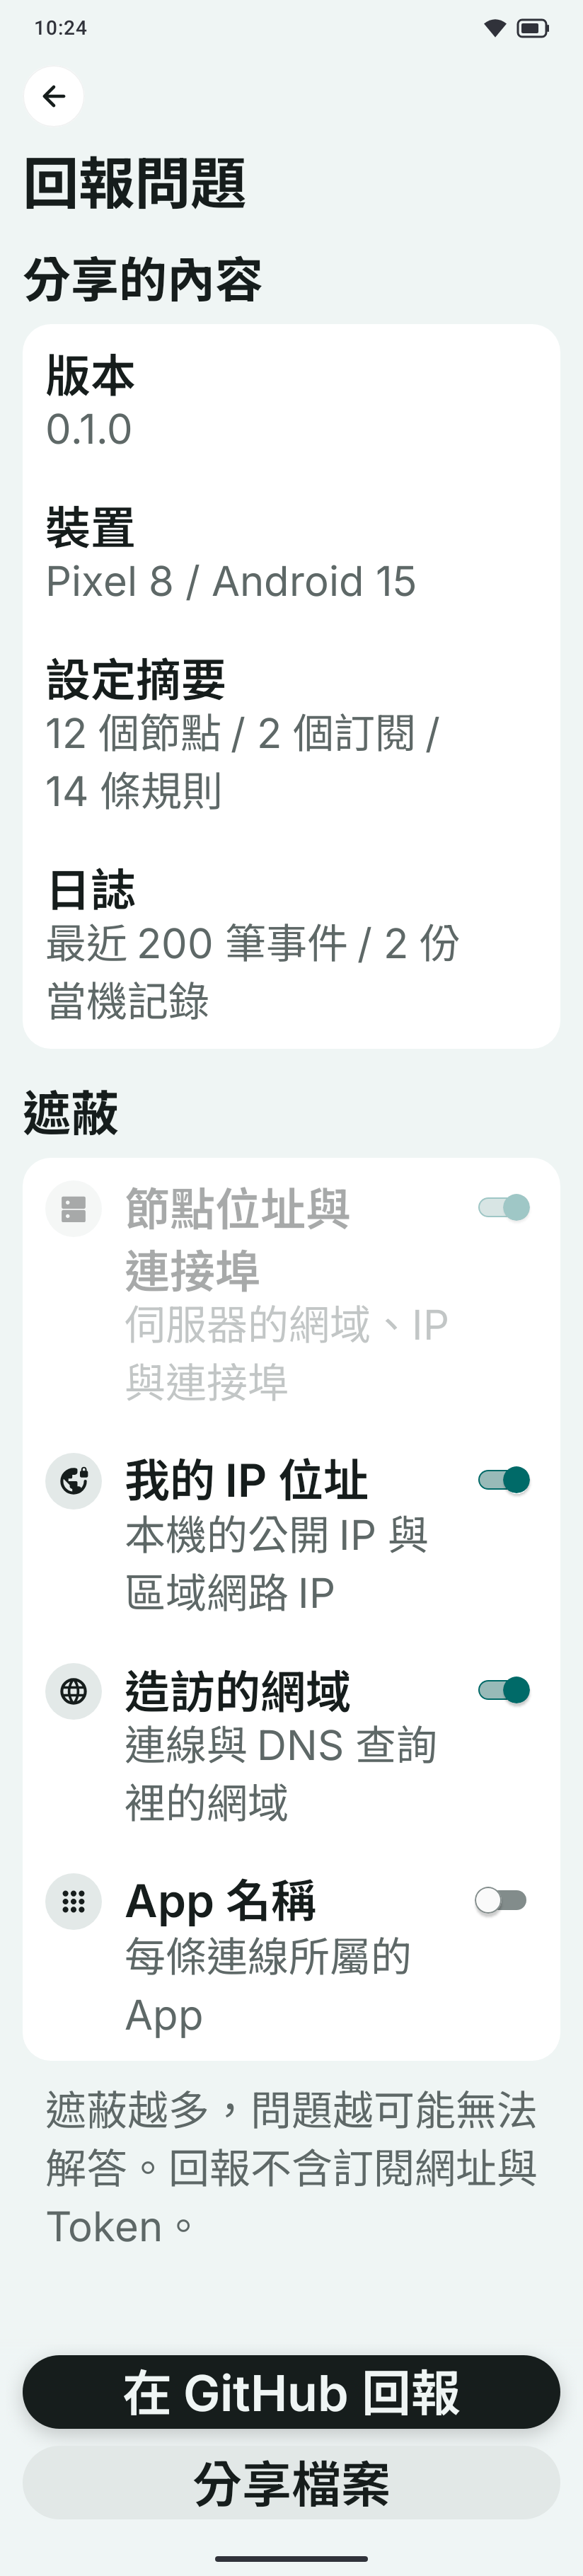 10:24
回報問題
分享的內容
版本
0.1.0
裝置
Pixel 8 / Android 15
設定摘要
12 個節點 / 2 個訂閱 /
14 條規則
日誌
最近 200 筆事件 / 2 份
當機記錄
遮蔽
節點位址與
連接埠
伺服器的網域、IP
與連接埠
我的 IP 位址
本機的公開 IP 與
區域網路 IP
造訪的網域
連線與 DNS 查詢
裡的網域
App 名稱
每條連線所屬的
App
遮蔽越多，問題越可能無法
解答。回報不含訂閱網址與
Token。
在 GitHub 回報
分享檔案